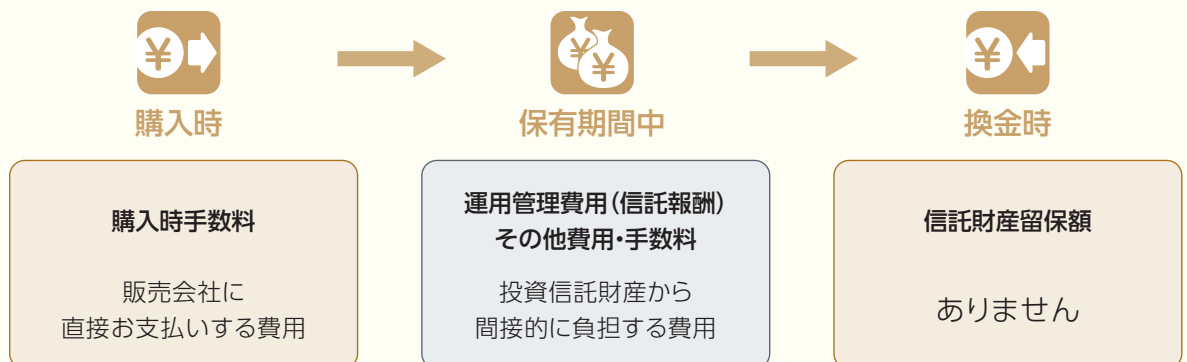 購入時
購入時手数料
販売会社に
直接お支払いする費用
保有期間中
運用管理費用(信託報酬)
その他費用・手数料
投資信託財産から
間接的に負担する費用
換金時
信託財産留保額
ありません